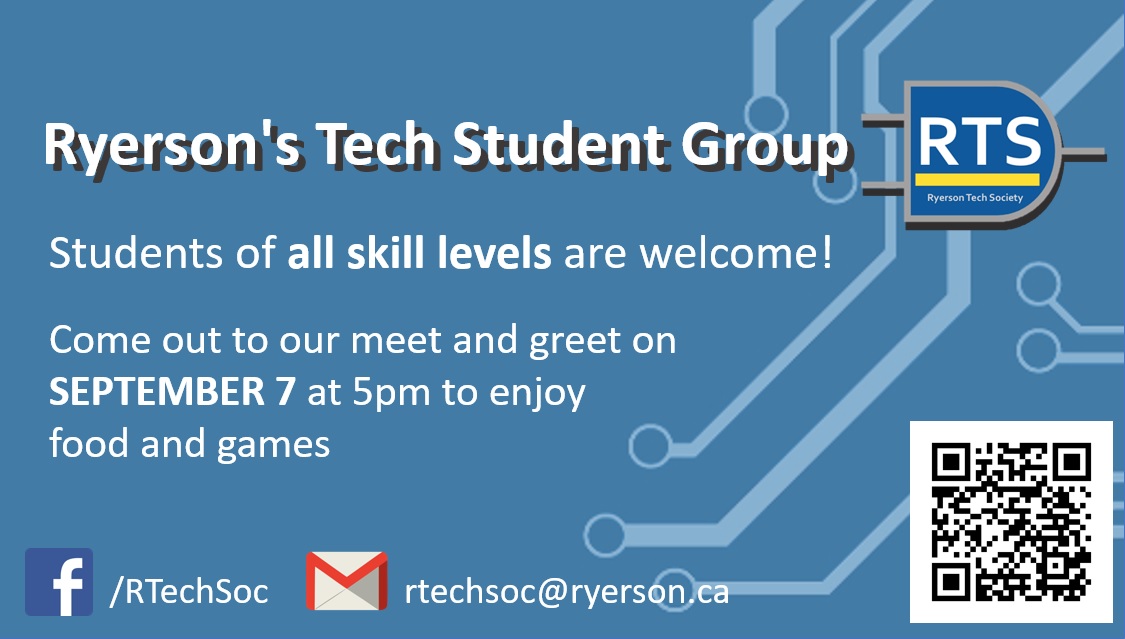 Ryerson's Tech Student Group
RTS
Ryerson Tech Society
Students of all skill levels are welcome!
Come out to our meet and greet on
SEPTEMBER 7 at 5pm to enjoy
food and games
f /RTechSoc rtechsoc@ryerson.ca